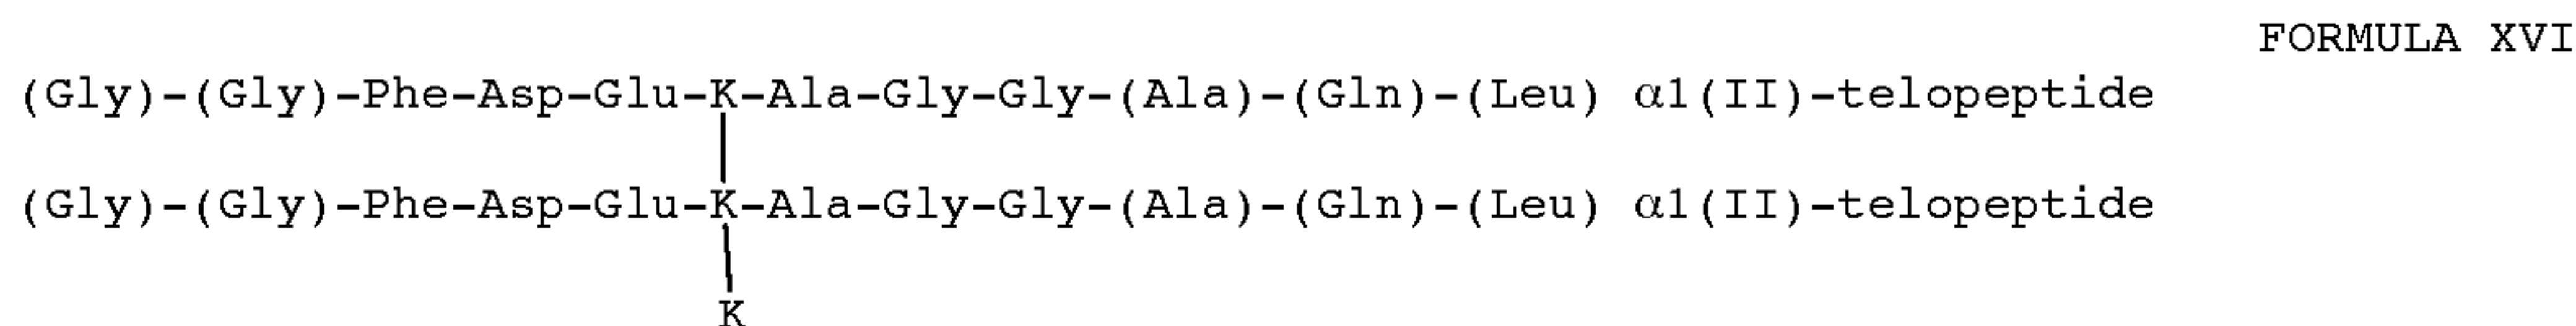 FORMULA XVI
(Gly)-(Gly)-Phe-Asp-Glu-K-Ala-Gly-Gly-(Ala)-(Gln)-(Leu) α1(II)-telopeptide
(Gly)-(Gly)-Phe-Asp-Glu-K-Ala-Gly-Gly-(Ala)-(Gln)-(Leu) α1(II)-telopeptide
K